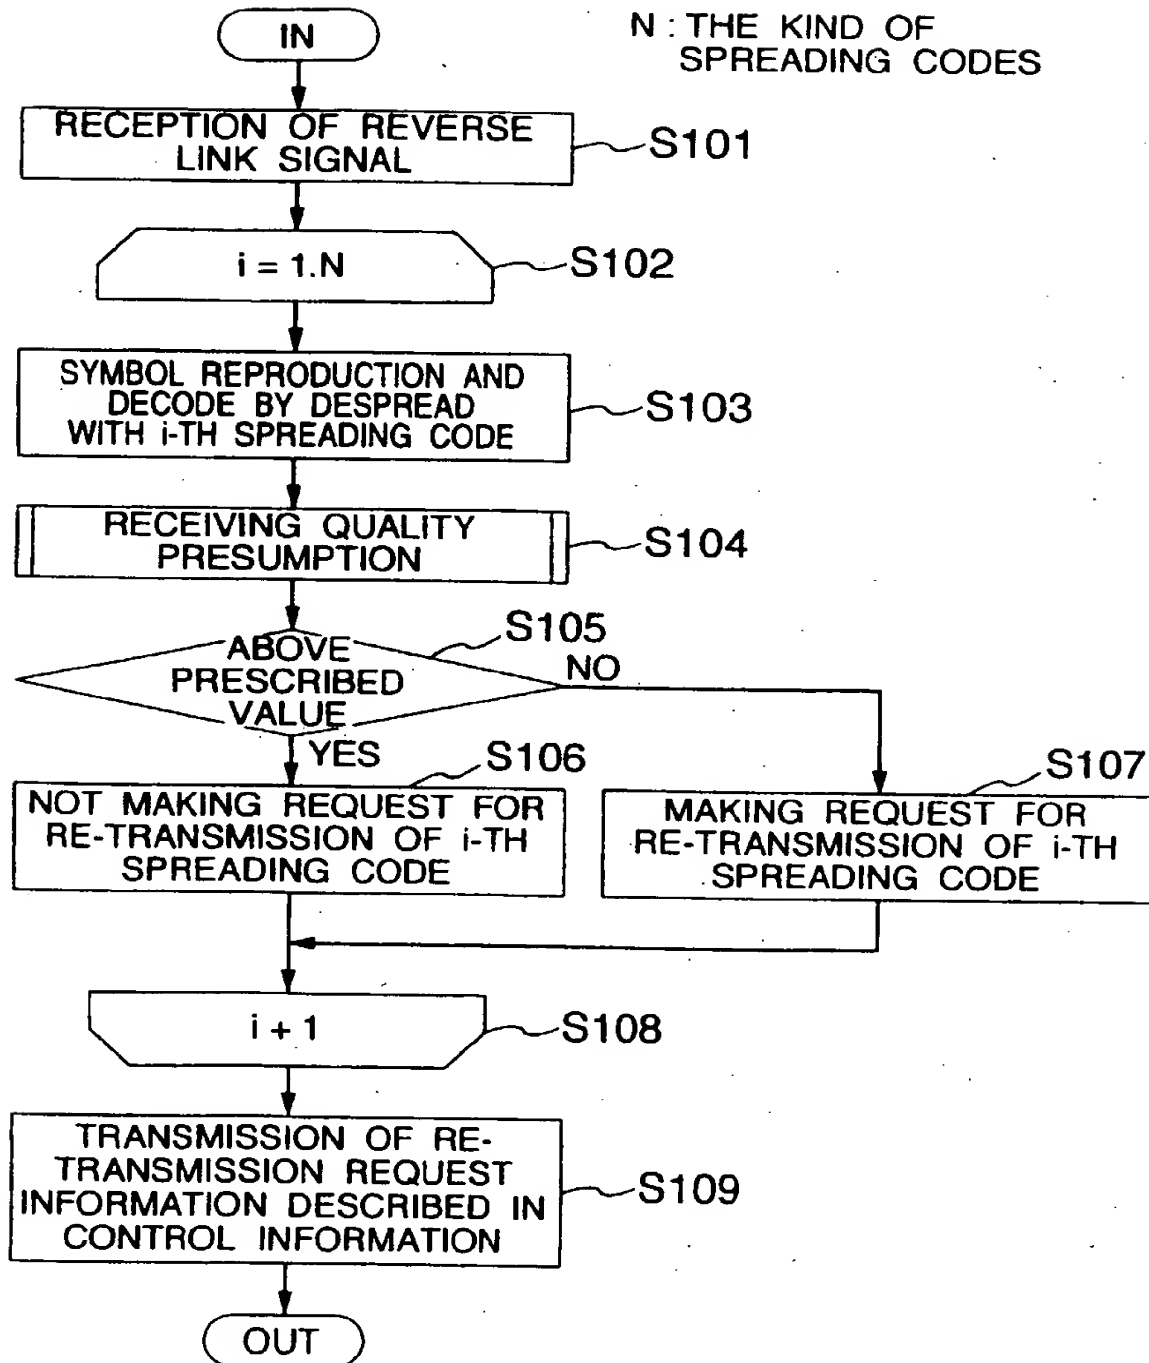 IN
N : THE KIND OF
SPREADING CODES
RECEPTION OF REVERSE
LINK SIGNAL
S101
i = 1.N
S102
SYMBOL REPRODUCTION AND
DECODE BY DESPREAD
WITH i-TH SPREADING CODE
S103
RECEIVING QUALITY
PRESUMPTION
S104
S105
ABOVE
PRESCRIBED
VALUE
NO
YES
S106
NOT MAKING REQUEST FOR
RE-TRANSMISSION OF i-TH
SPREADING CODE
S107
MAKING REQUEST FOR
RE-TRANSMISSION OF i-TH
SPREADING CODE
i + 1
S108
TRANSMISSION OF RE-
TRANSMISSION REQUEST
INFORMATION DESCRIBED IN
CONTROL INFORMATION
S109
OUT